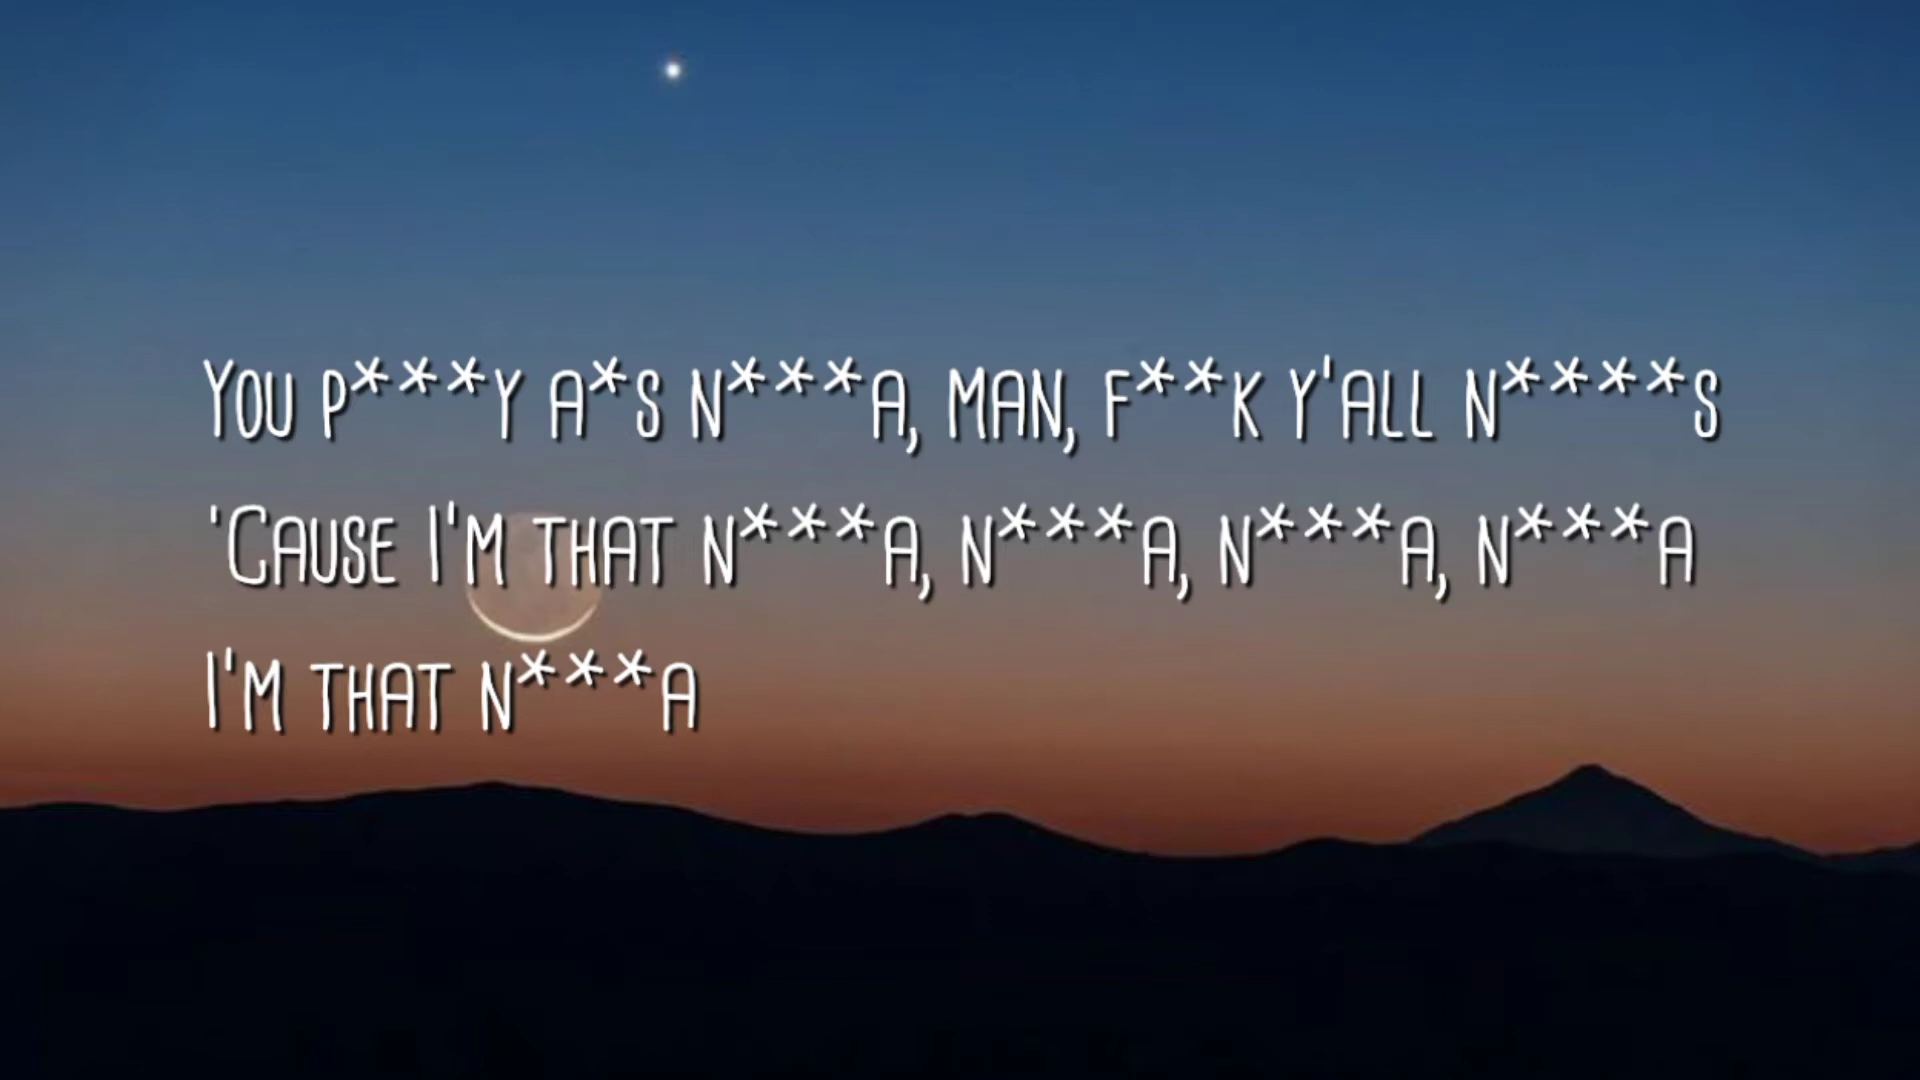 You p***y a*s n***a, man, f**k y'all n****s
'Cause I'm that n***a, n***a, n***a, n***a
I'm that n***a